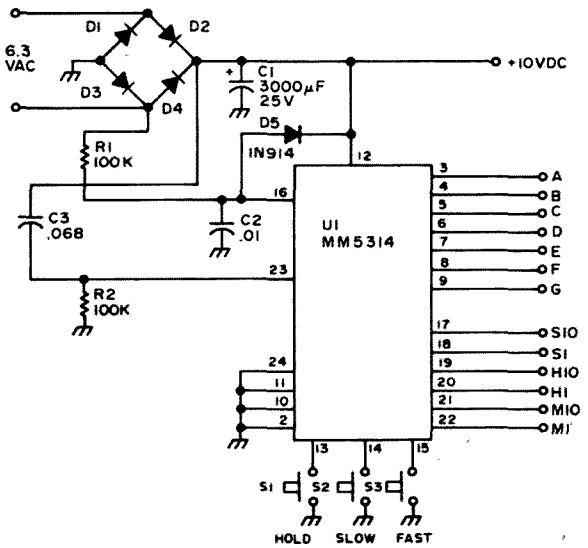 D1
D2
6.3
VAC
D3
D4
+
C1
3000µF
25V
+10VDC
D5
1N914
12
R1
100K
16
C3
.068
C2
.01
U1
MM5314
3
A
4
B
5
C
6
D
7
E
8
F
9
G
23
R2
100K
17
S10
18
S1
19
H10
20
H1
21
M10
22
M1
24
11
10
2
13
14
15
S1
S2
S3
HOLD
SLOW
FAST